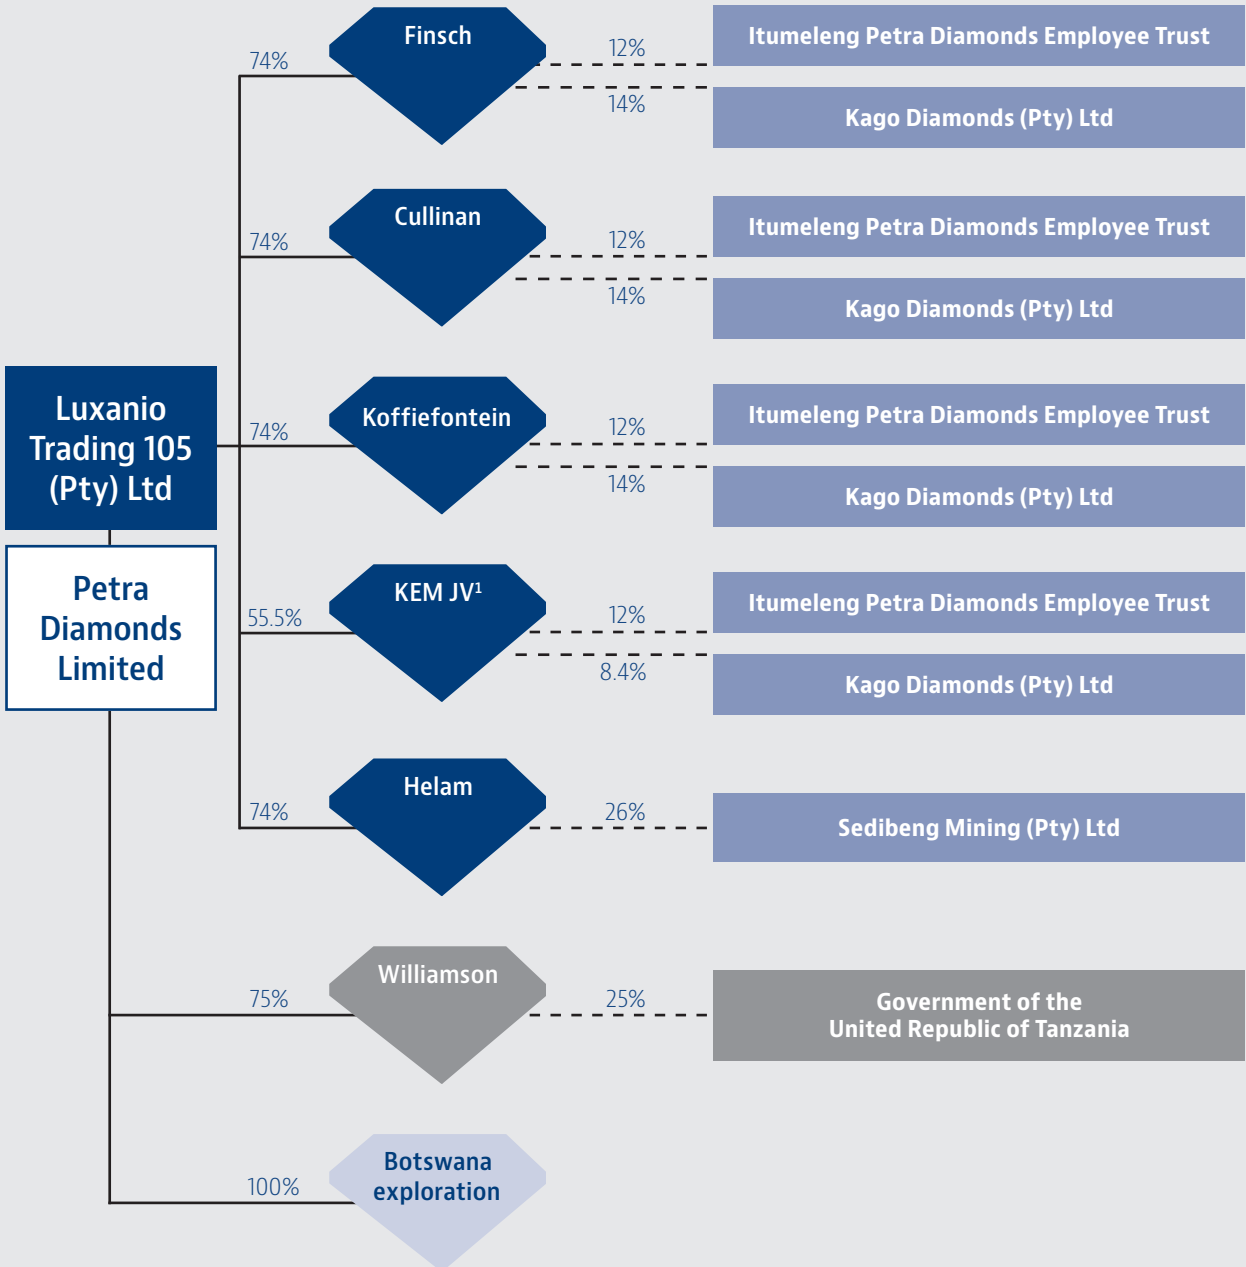 Finsch
74%
12%
14%
Itumeleng Petra Diamonds Employee Trust
Kago Diamonds (Pty) Ltd
Cullinan
74%
12%
14%
Itumeleng Petra Diamonds Employee Trust
Kago Diamonds (Pty) Ltd
Luxanio
Trading 105
(Pty) Ltd
Koffiefontein
74%
12%
14%
Itumeleng Petra Diamonds Employee Trust
Kago Diamonds (Pty) Ltd
Petra
Diamonds
Limited
KEM JV¹
55.5%
12%
8.4%
Itumeleng Petra Diamonds Employee Trust
Kago Diamonds (Pty) Ltd
Helam
74%
26%
Sedibeng Mining (Pty) Ltd
Williamson
75%
25%
Government of the
United Republic of Tanzania
Botswana
exploration
100%